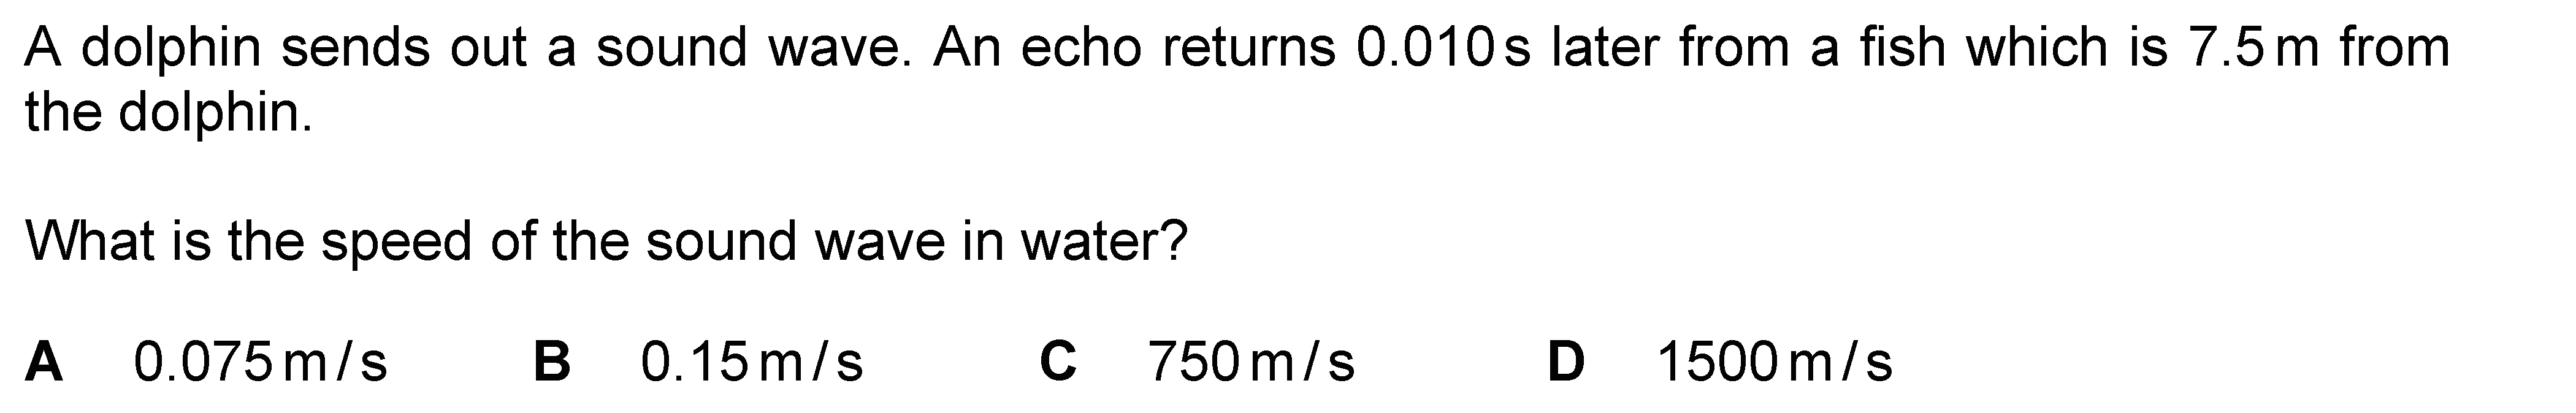 A dolphin sends out a sound wave. An echo returns 0.010 s later from a fish which is 7.5 m from
the dolphin.
What is the speed of the sound wave in water?
A 0.075 m / s B 0.15 m / s C 750 m / s D 1500 m / s